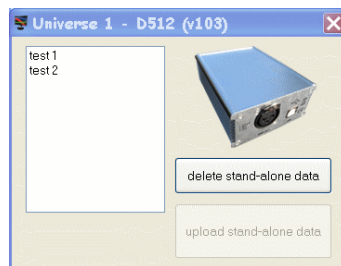 Universe 1 - D512 (v103)
test 1
test 2
delete stand-alone data
upload stand-alone data